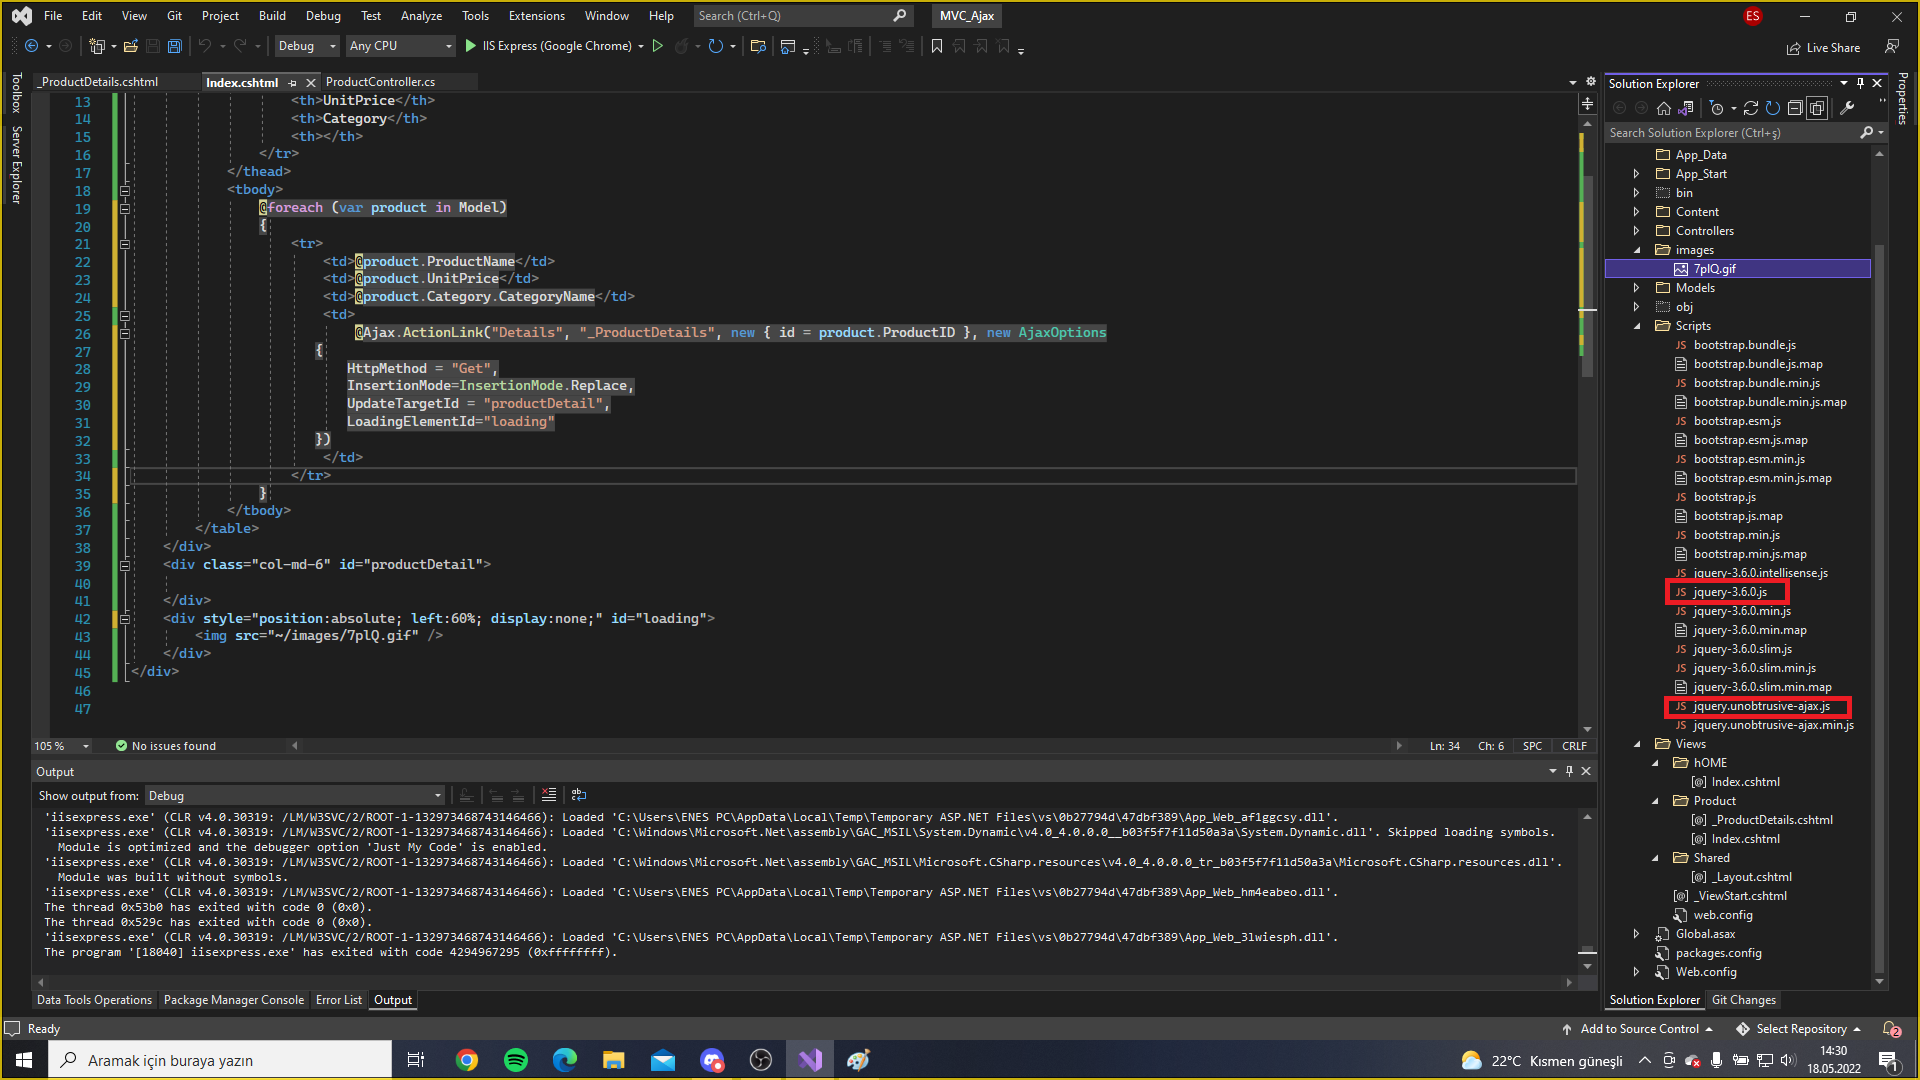 File Edit View Git Project Build Debug Test Analyze Tools Extensions Window Help Search (Ctrl+Q) MVC_Ajax ES
Debug Any CPU IIS Express (Google Chrome) Live Share
_ProductDetails.cshtml Index.cshtml ProductController.cs
Toolbox
Server Explorer
13 <th>UnitPrice</th>
14 <th>Category</th>
15 <th></th>
16 </tr>
17 </thead>
18 <tbody>
19 @foreach (var product in Model)
20 {
21 <tr>
22 <td>@product.ProductName</td>
23 <td>@product.UnitPrice</td>
24 <td>@product.Category.CategoryName</td>
25 <td>
26 @Ajax.ActionLink("Details", "_ProductDetails", new { id = product.ProductID }, new AjaxOptions
27 {
28 HttpMethod = "Get",
29 InsertionMode=InsertionMode.Replace,
30 UpdateTargetId = "productDetail",
31 LoadingElementId="loading"
32 })
33 </td>
34 </tr>
35 }
36 </tbody>
37 </table>
38 </div>
39 <div class="col-md-6" id="productDetail">
40
41 </div>
42 <div style="position:absolute; left:60%; display:none;" id="loading">
43 <img src="~/images/7plQ.gif" />
44 </div>
45 </div>
46
47
105 % No issues found Ln: 34 Ch: 6 SPC CRLF
Output
Show output from: Debug
'iisexpress.exe' (CLR v4.0.30319: /LM/W3SVC/2/ROOT-1-132973468743146466): Loaded 'C:\Users\ENES PC\AppData\Local\Temp\Temporary ASP.NET Files\vs\0b27794d\47dbf389\App_Web_af1ggcsy.dll'.
'iisexpress.exe' (CLR v4.0.30319: /LM/W3SVC/2/ROOT-1-132973468743146466): Loaded 'C:\Windows\Microsoft.Net\assembly\GAC_MSIL\System.Dynamic\v4.0_4.0.0.0__b03f5f7f11d50a3a\System.Dynamic.dll'. Skipped loading symbols.
Module is optimized and the debugger option 'Just My Code' is enabled.
'iisexpress.exe' (CLR v4.0.30319: /LM/W3SVC/2/ROOT-1-132973468743146466): Loaded 'C:\Windows\Microsoft.Net\assembly\GAC_MSIL\Microsoft.CSharp.resources\v4.0_4.0.0.0_tr_b03f5f7f11d50a3a\Microsoft.CSharp.resources.dll'.
Module was built without symbols.
'iisexpress.exe' (CLR v4.0.30319: /LM/W3SVC/2/ROOT-1-132973468743146466): Loaded 'C:\Users\ENES PC\AppData\Local\Temp\Temporary ASP.NET Files\vs\0b27794d\47dbf389\App_Web_hm4eabeo.dll'.
The thread 0x53b0 has exited with code 0 (0x0).
The thread 0x529c has exited with code 0 (0x0).
'iisexpress.exe' (CLR v4.0.30319: /LM/W3SVC/2/ROOT-1-132973468743146466): Loaded 'C:\Users\ENES PC\AppData\Local\Temp\Temporary ASP.NET Files\vs\0b27794d\47dbf389\App_Web_3lwiesph.dll'.
The program '[18040] iisexpress.exe' has exited with code 4294967295 (0xffffffff).
Data Tools Operations Package Manager Console Error List Output
Solution Explorer
Search Solution Explorer (Ctrl+ş)
App_Data
App_Start
bin
Content
Controllers
images
7plQ.gif
Models
obj
Scripts
bootstrap.bundle.js
bootstrap.bundle.js.map
bootstrap.bundle.min.js
bootstrap.bundle.min.js.map
bootstrap.esm.js
bootstrap.esm.js.map
bootstrap.esm.min.js
bootstrap.esm.min.js.map
bootstrap.js
bootstrap.js.map
bootstrap.min.js
bootstrap.min.js.map
jquery-3.6.0.intellisense.js
jquery-3.6.0.js
jquery-3.6.0.min.js
jquery-3.6.0.min.map
jquery-3.6.0.slim.js
jquery-3.6.0.slim.min.js
jquery-3.6.0.slim.min.map
jquery.unobtrusive-ajax.js
jquery.unobtrusive-ajax.min.js
Views
hOME
Index.cshtml
Product
_ProductDetails.cshtml
Index.cshtml
Shared
_Layout.cshtml
_ViewStart.cshtml
web.config
Global.asax
packages.config
Web.config
Solution Explorer Git Changes
Properties
Ready Add to Source Control Select Repository 2
Aramak için buraya yazın 22°C Kısmen güneşli 14:30
18.05.2022 1